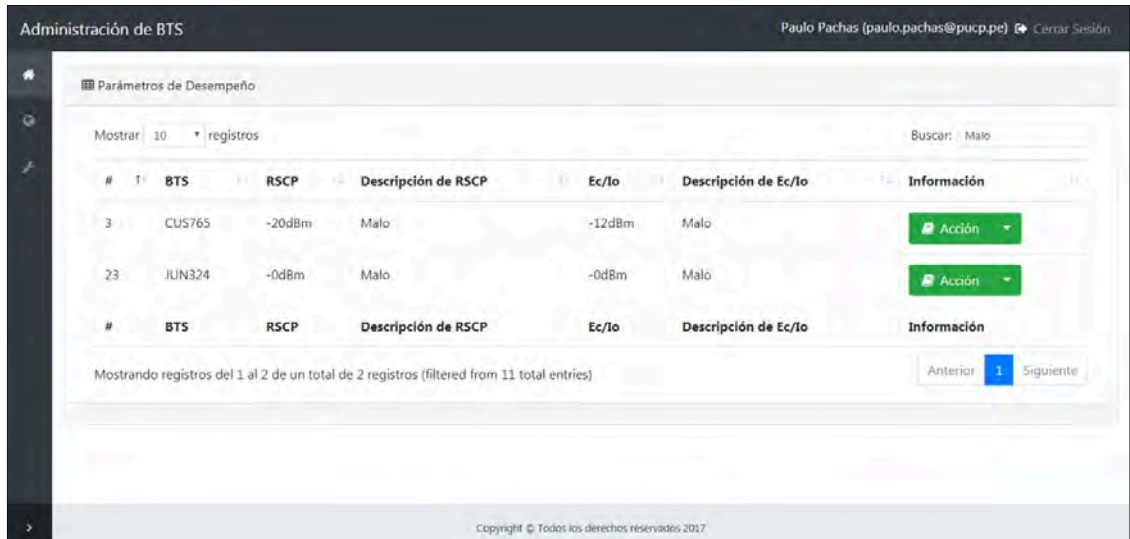 Administración de BTS Paulo Pachas (paulo.pachas@pucp.pe) Cerrar Sesión
Parámetros de Desempeño
Mostrar 10 registros Buscar: Malo
# BTS RSCP Descripción de RSCP Ec/Io Descripción de Ec/Io Información
3 CUS765 -20dBm Malo -12dBm Malo Acción
23 JUN324 -0dBm Malo -0dBm Malo Acción
# BTS RSCP Descripción de RSCP Ec/Io Descripción de Ec/Io Información
Mostrando registros del 1 al 2 de un total de 2 registros (filtered from 11 total entries) Anterior 1 Siguiente
Copyright © Todos los derechos reservados 2017